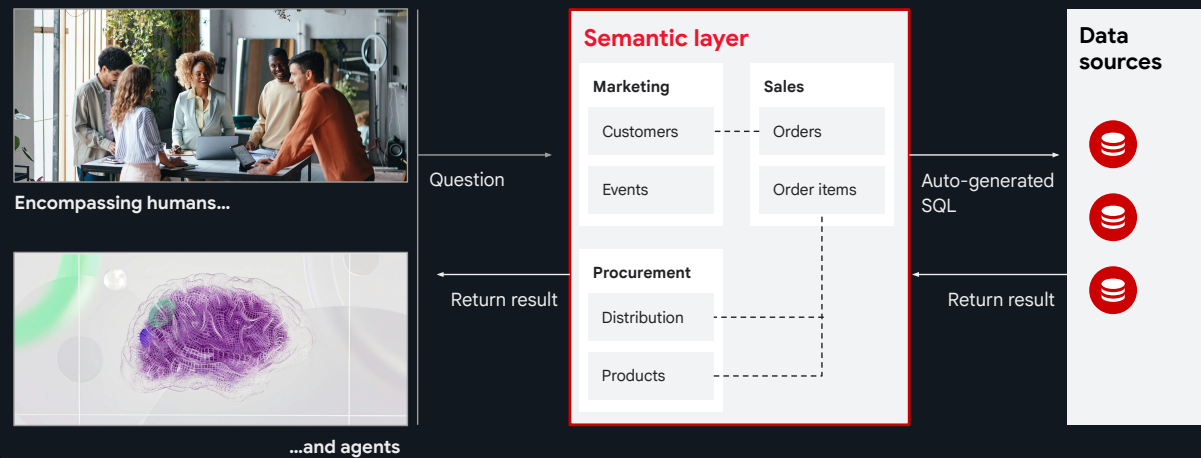 Encompassing humans...
...and agents
Question
Return result
Semantic layer
Marketing
Customers
Events
Sales
Orders
Order items
Procurement
Distribution
Products
Auto-generated
SQL
Return result
Data
sources